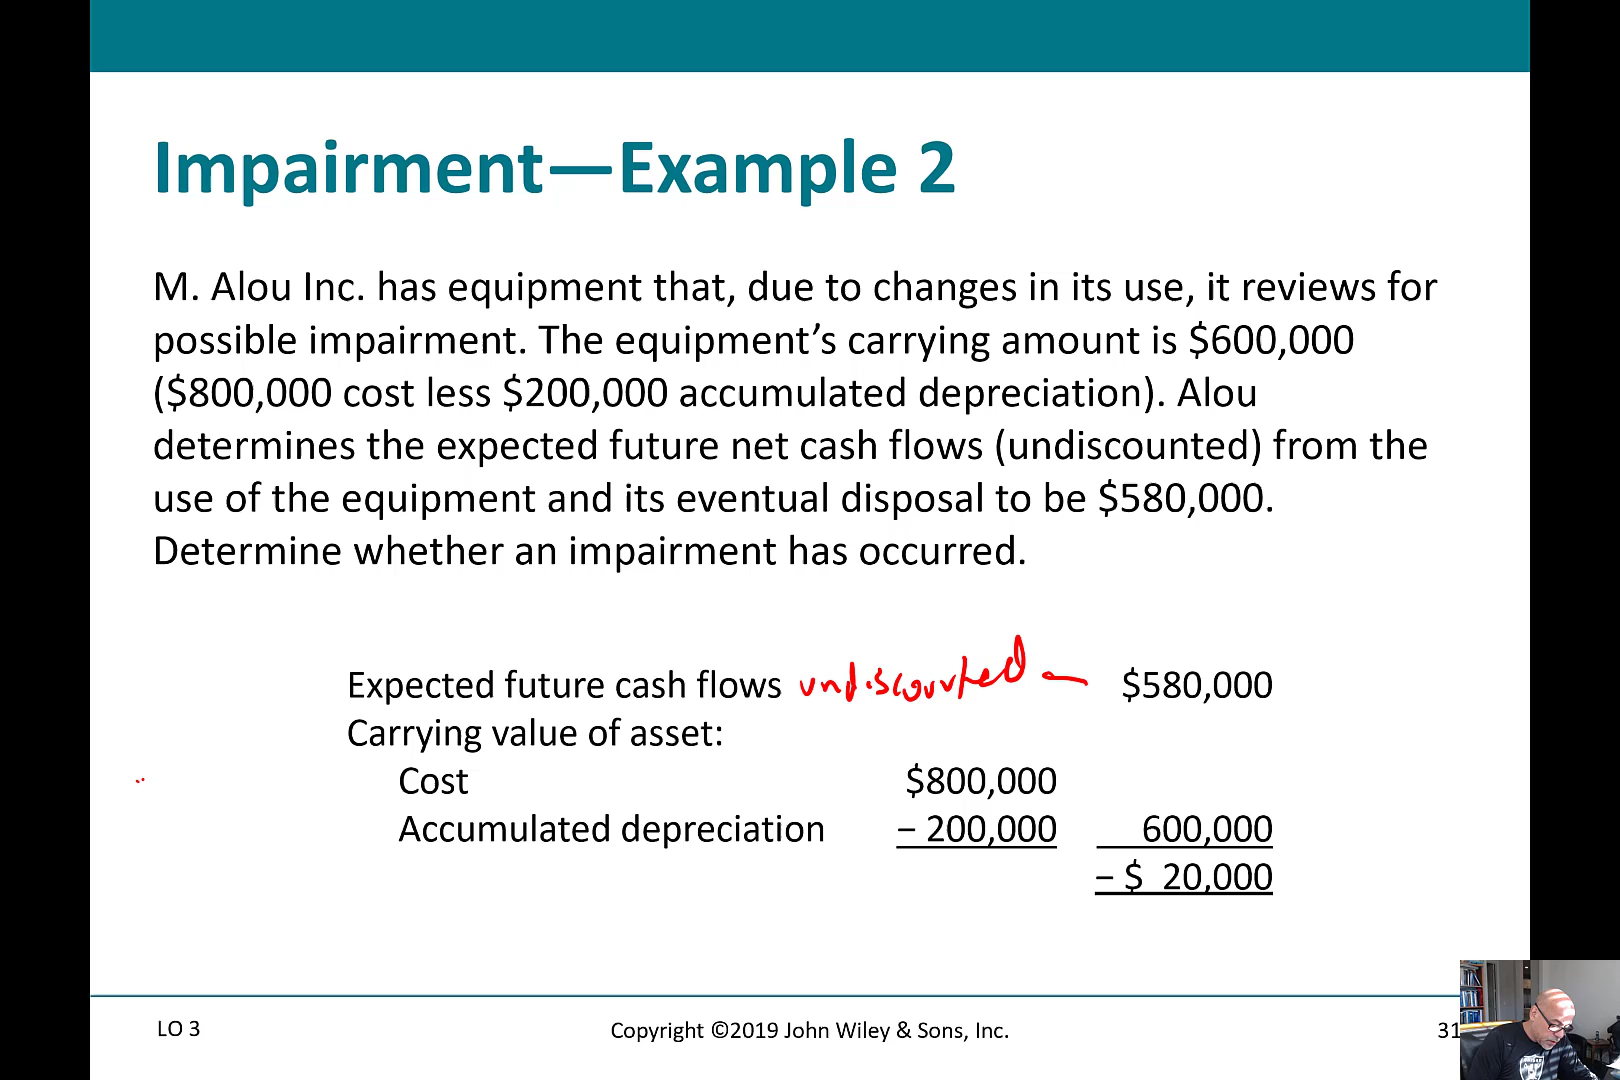 Impairment—Example 2
M. Alou Inc. has equipment that, due to changes in its use, it reviews for
possible impairment. The equipment’s carrying amount is $600,000
($800,000 cost less $200,000 accumulated depreciation). Alou
determines the expected future net cash flows (undiscounted) from the
use of the equipment and its eventual disposal to be $580,000.
Determine whether an impairment has occurred.
Expected future cash flows undiscounted — $580,000
Carrying value of asset:
Cost $800,000
Accumulated depreciation − 200,000 600,000
− $ 20,000
LO 3 Copyright ©2019 John Wiley & Sons, Inc. 31